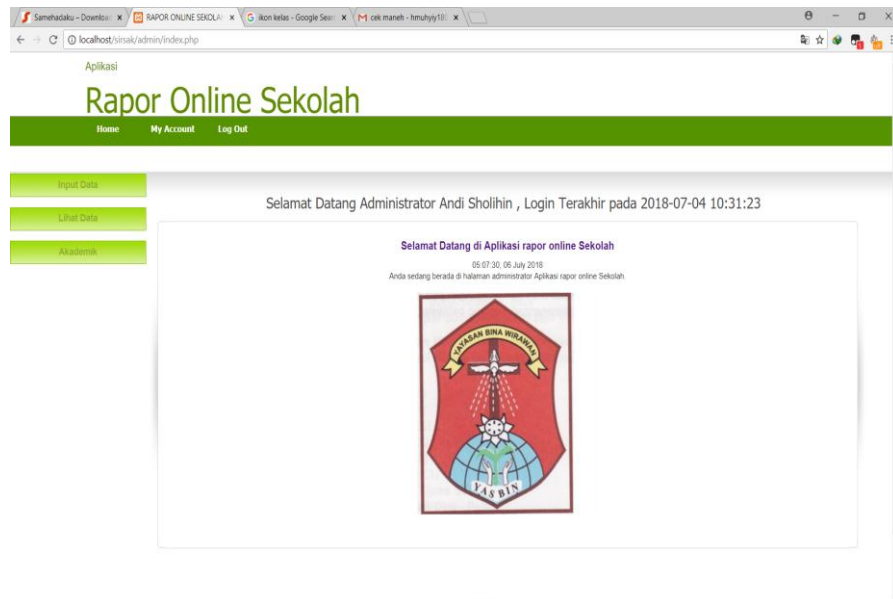 Samehadaku – Downloa
RAPOR ONLINE SEKOLA
ikon kelas - Google Sear
cek maneh - hmuhyiy10
localhost/sirsak/admin/index.php
Aplikasi
Rapor Online Sekolah
Home My Account Log Out
Input Data
Lihat Data
Akademik
Selamat Datang Administrator Andi Sholihin , Login Terakhir pada 2018-07-04 10:31:23
Selamat Datang di Aplikasi rapor online Sekolah
05:07:30, 06 July 2018
Anda sedang berada di halaman administrator Aplikasi rapor online Sekolah
YAYASAN BINA WIRAWAN
YASBIN